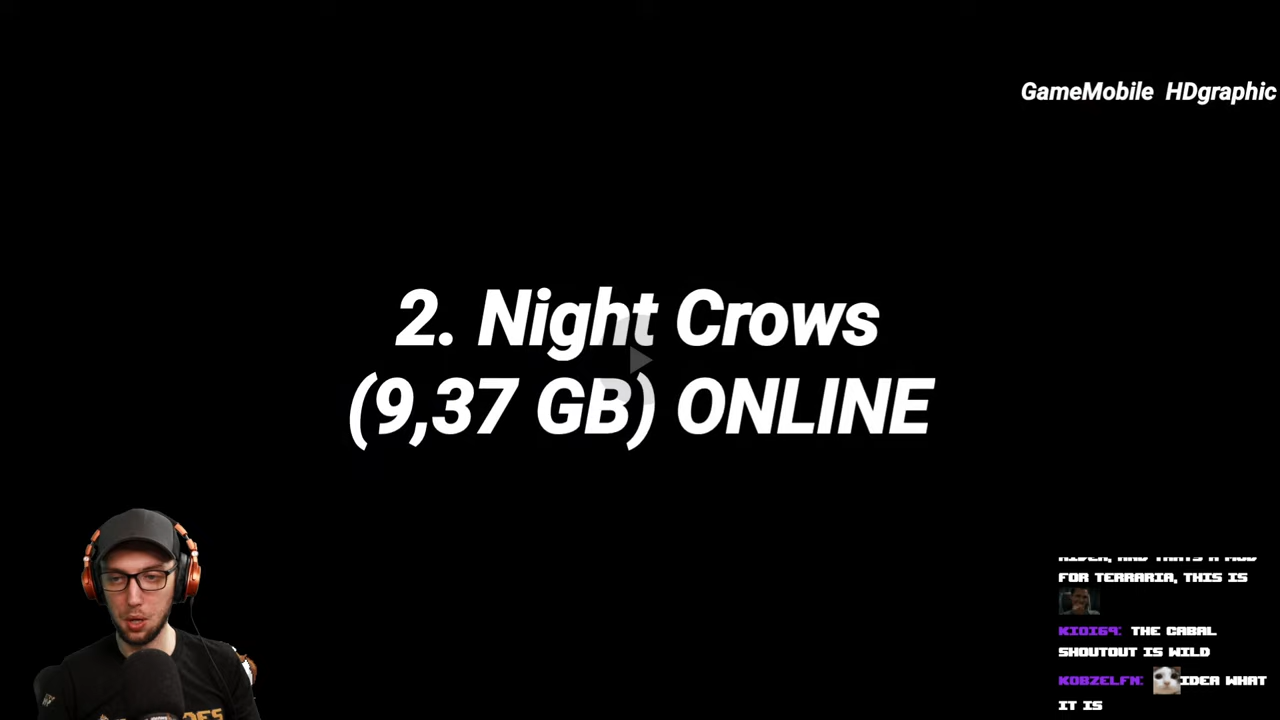 GameMobile HDgraphic
2. Night Crows
(9,37 GB) ONLINE
FOR TERRARIA, THIS IS
KIDI69: THE CABAL
SHOUTOUT IS WILD
KOBZELFN: IDEA WHAT
IT IS